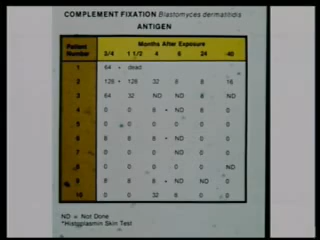 COMPLEMENT FIXATION Blastomyces dermatitidis
ANTIGEN
Patient Number
Months After Exposure
3/4 1 1/2 4 6 24 40
1 64 * dead
2 128 * 128 32 8 8 16
3 64 32 ND ND 8 ND
4 0 0 8 * ND 0 0
5 0 0 0 0 0 0
6 8 8 8 * ND 0 0
7 0 0 0 ND 0 0
8 0 0 0 0 0 ND
9 8 8 8 * ND ND 0
10 0 0 32 8 0 0
ND = Not Done
*Histoplasmin Skin Test